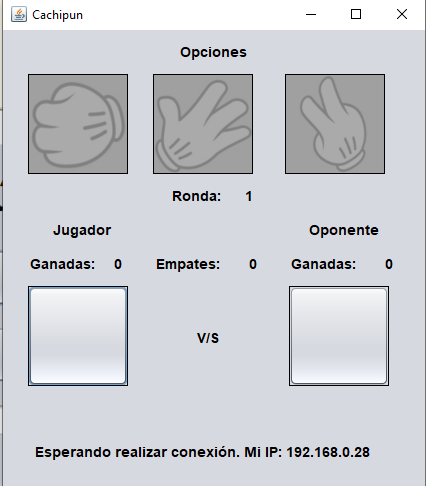 Cachipun
Opciones
Ronda: 1
Jugador Oponente
Ganadas: 0 Empates: 0 Ganadas: 0
V/S
Esperando realizar conexión. Mi IP: 192.168.0.28